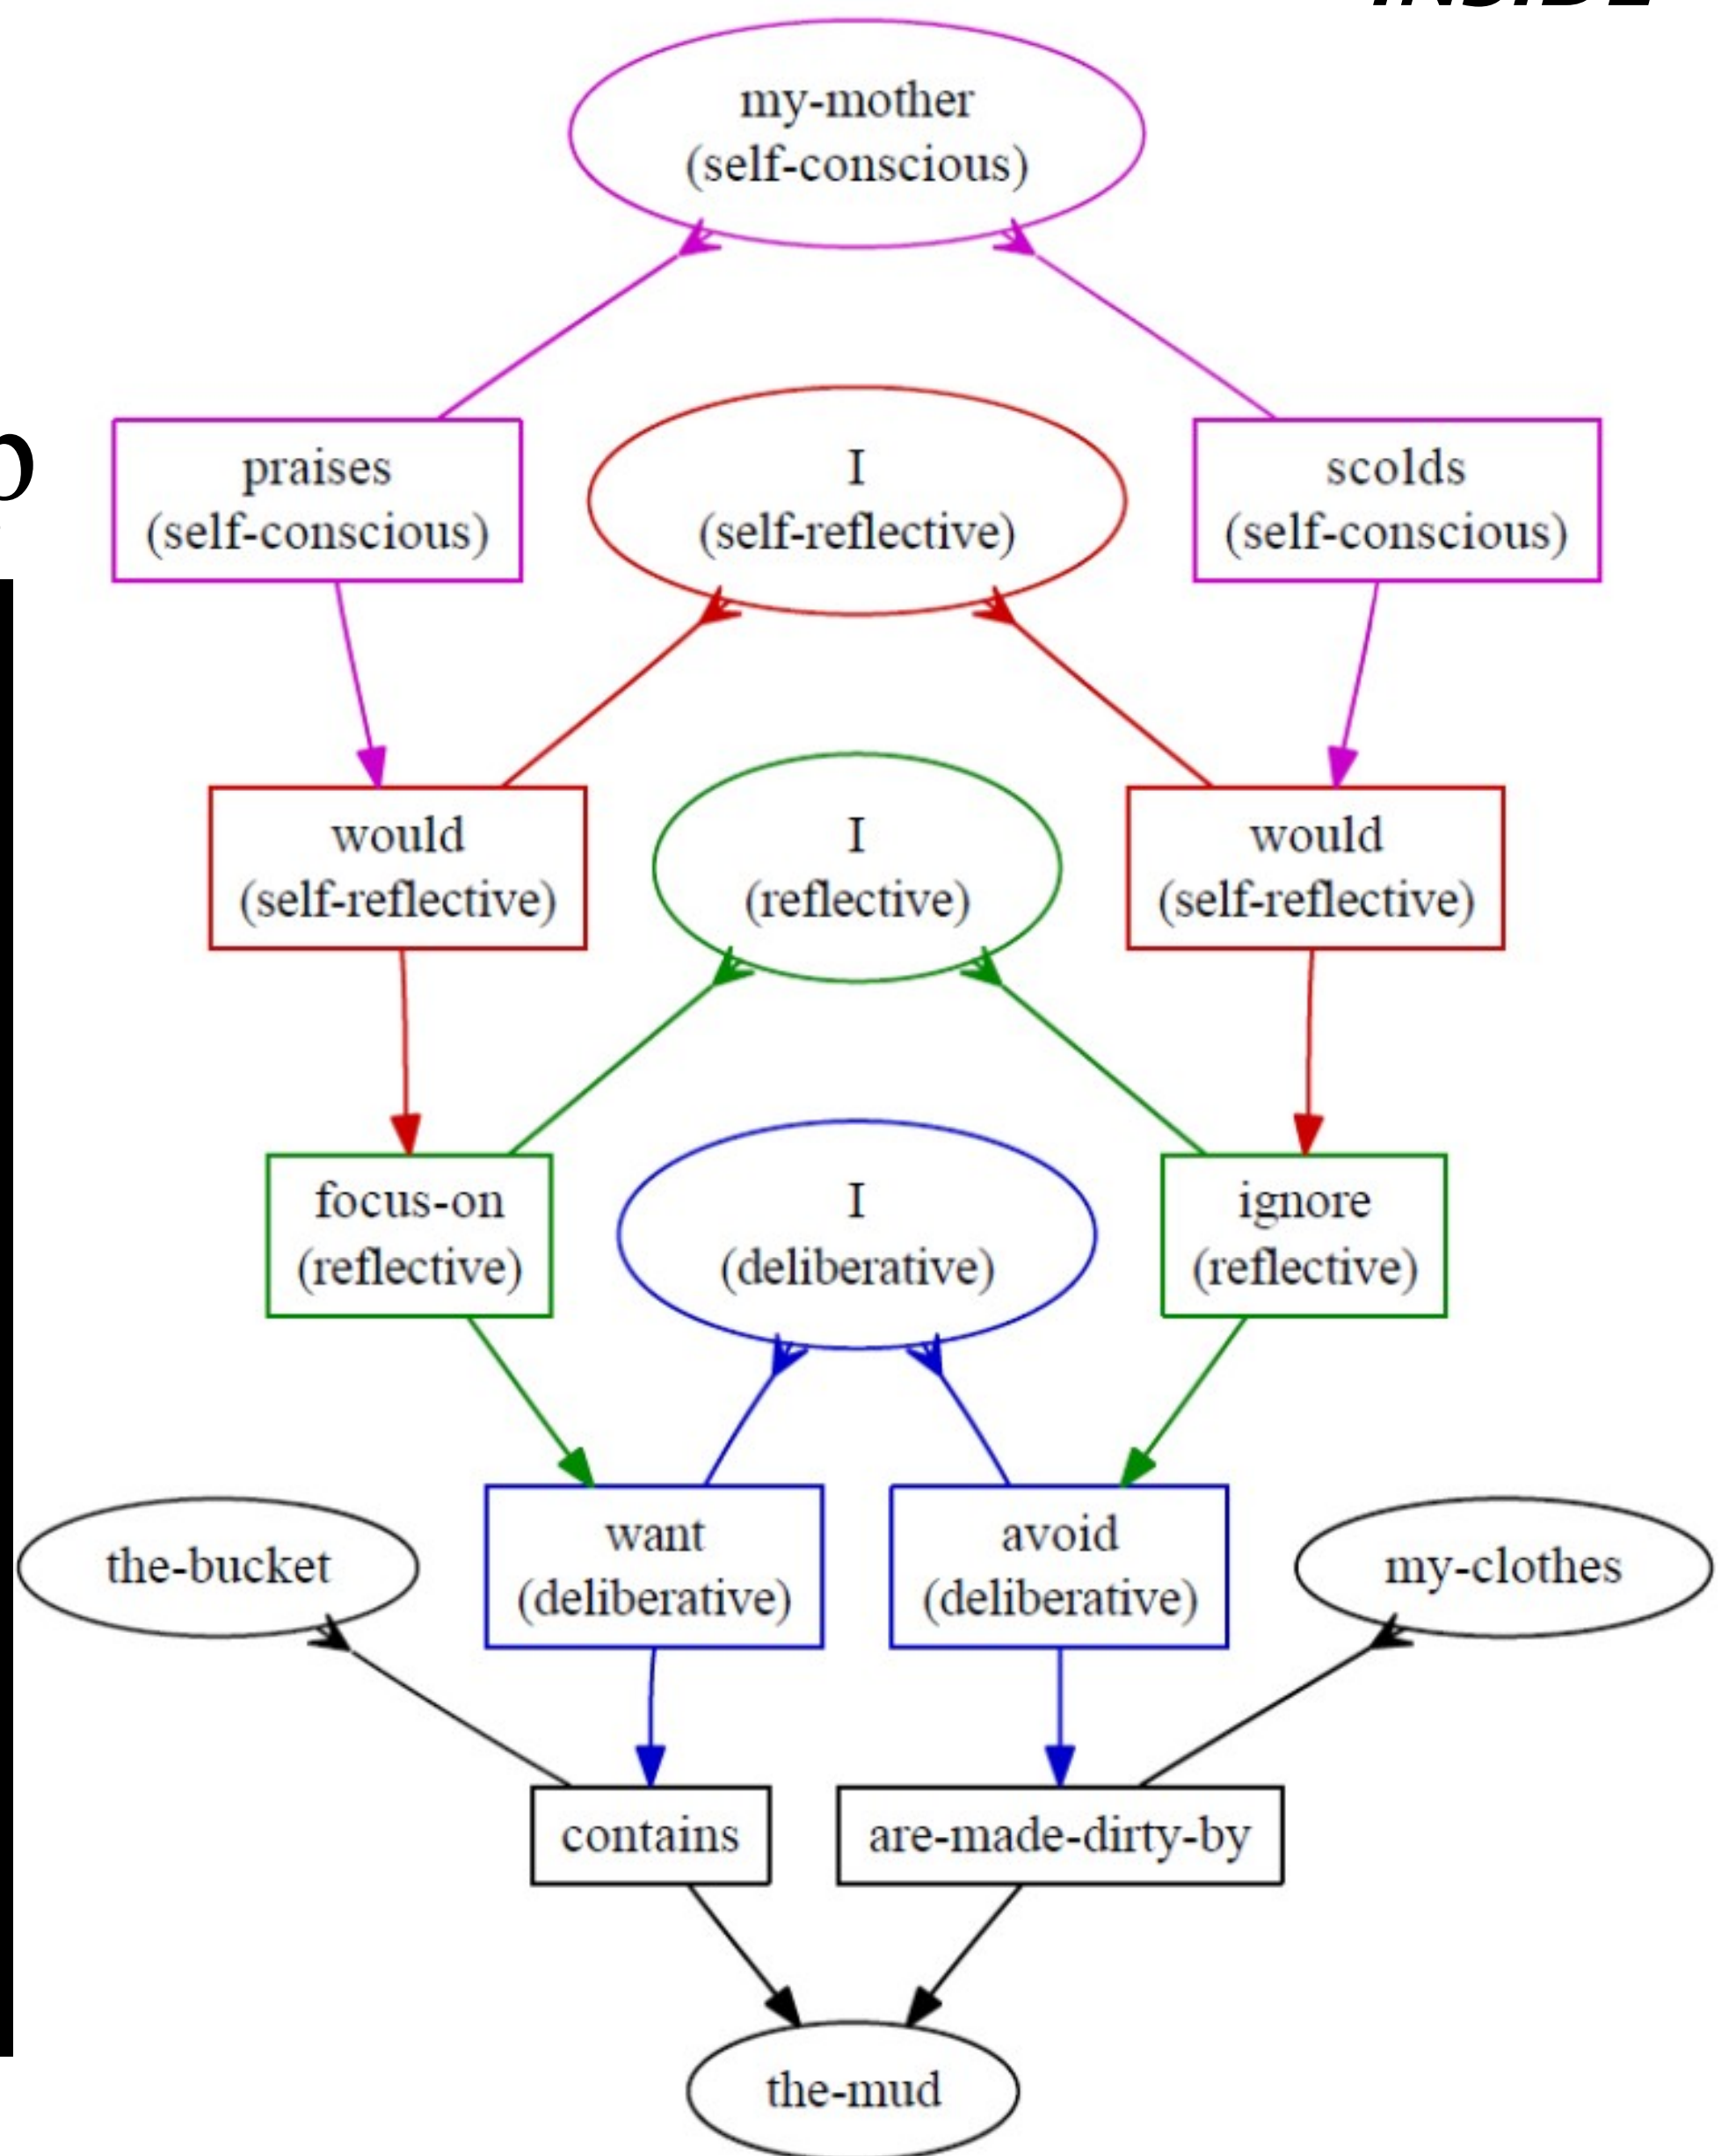 my-mother
(self-conscious)
praises
(self-conscious)
I
(self-reflective)
scolds
(self-conscious)
would
(self-reflective)
I
(reflective)
would
(self-reflective)
focus-on
(reflective)
I
(deliberative)
ignore
(reflective)
the-bucket
want
(deliberative)
avoid
(deliberative)
my-clothes
contains
are-made-dirty-by
the-mud